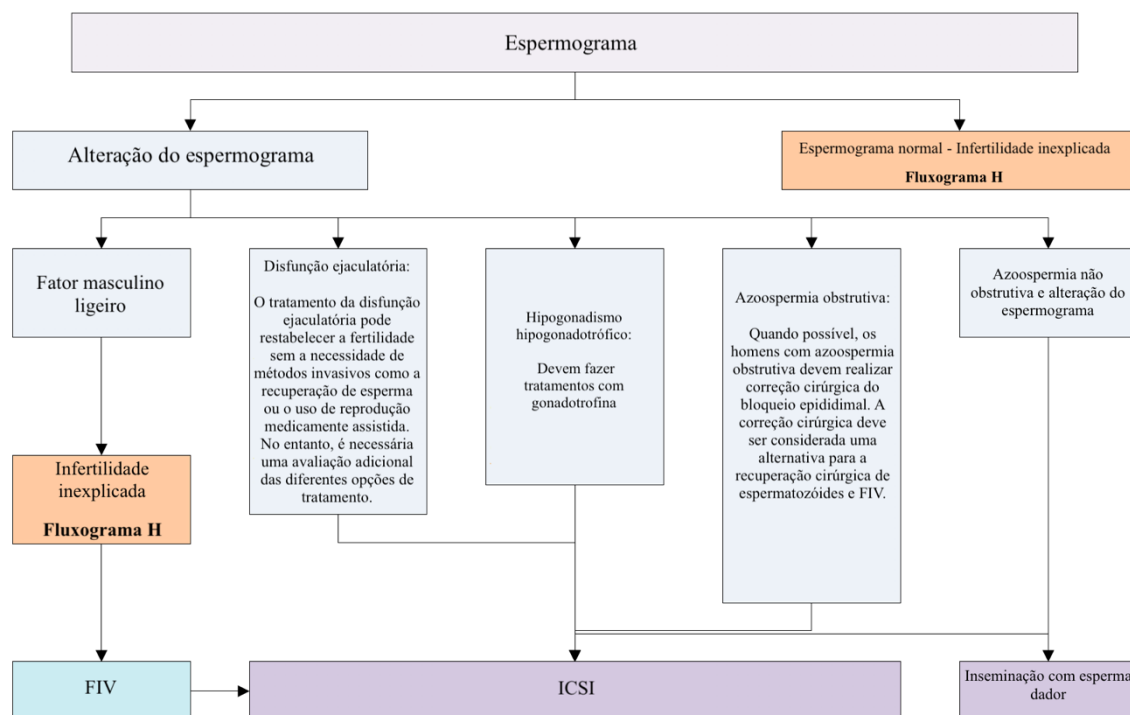 Espermograma
Alteração do espermograma
Espermograma normal - Infertilidade inexplicada
Fluxograma H
Fator masculino
ligeiro
Disfunção ejaculatória:
O tratamento da disfunção
ejaculatória pode
restabelecer a fertilidade
sem a necessidade de
métodos invasivos como a
recuperação de esperma
ou o uso de reprodução
medicamente assistida.
No entanto, é necessária
uma avaliação adicional
das diferentes opções de
tratamento.
Hipogonadismo
hipogonadotrófico:
Devem fazer
tratamentos com
gonadotrofina
Azoospermia obstrutiva:
Quando possível, os
homens com azoospermia
obstrutiva devem realizar
correção cirúrgica do
bloqueio epididimal. A
correção cirúrgica deve
ser considerada uma
alternativa para a
recuperação cirúrgica de
espermatozóides e FIV.
Azoospermia não
obstrutiva e alteração do
espermograma
Infertilidade
inexplicada
Fluxograma H
FIV
ICSI
Inseminação com esperma
dador